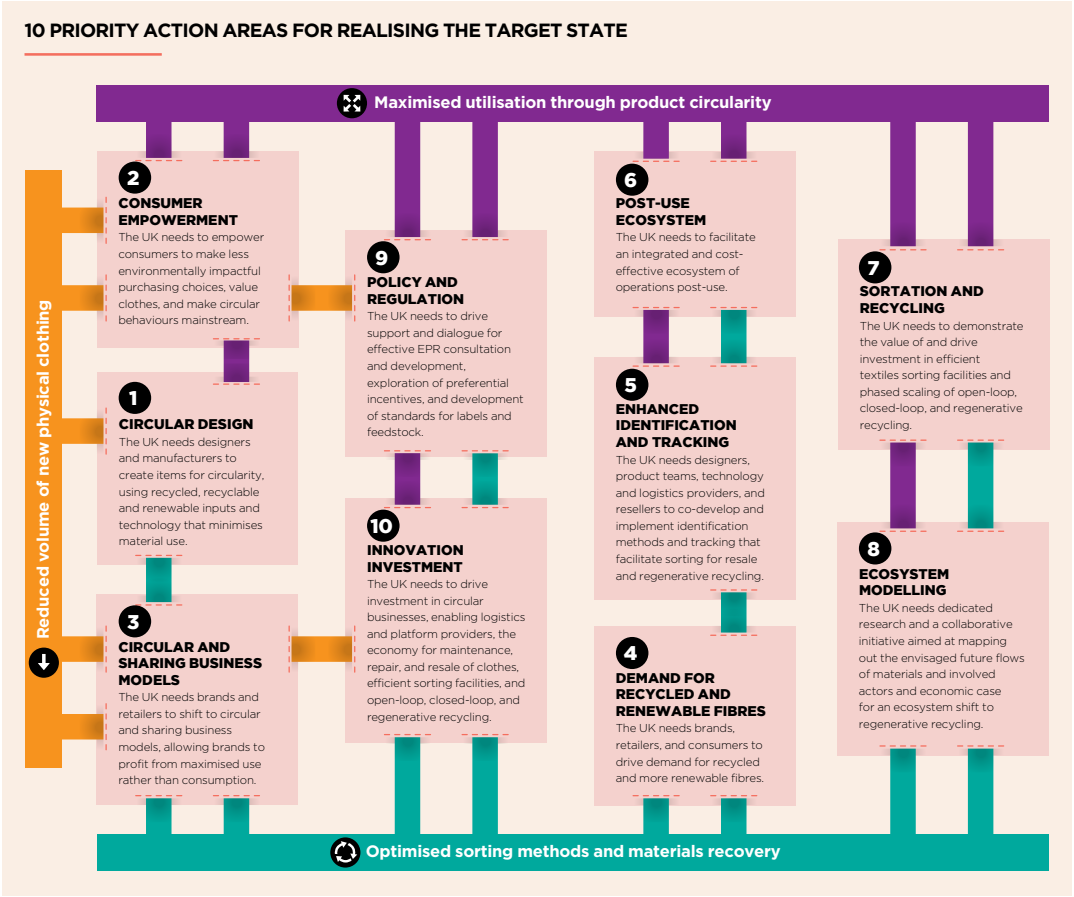 10 PRIORITY ACTION AREAS FOR REALISING THE TARGET STATE
Maximised utilisation through product circularity
Reduced volume of new physical clothing
2
CONSUMER
EMPOWERMENT
The UK needs to empower
consumers to make less
environmentally impactful
purchasing choices, value
clothes, and make circular
behaviours mainstream.
1
CIRCULAR DESIGN
The UK needs designers
and manufacturers to
create items for circularity,
using recycled, recyclable
and renewable inputs and
technology that minimises
material use.
3
CIRCULAR AND
SHARING BUSINESS
MODELS
The UK needs brands and
retailers to shift to circular
and sharing business
models, allowing brands to
profit from maximised use
rather than consumption.
9
POLICY AND
REGULATION
The UK needs to drive
support and dialogue for
effective EPR consultation
and development,
exploration of preferential
incentives, and development
of standards for labels and
feedstock.
10
INNOVATION
INVESTMENT
The UK needs to drive
investment in circular
businesses, enabling logistics
and platform providers, the
economy for maintenance,
repair, and resale of clothes,
efficient sorting facilities, and
open-loop, closed-loop, and
regenerative recycling.
6
POST-USE
ECOSYSTEM
The UK needs to facilitate
an integrated and cost-
effective ecosystem of
operations post-use.
5
ENHANCED
IDENTIFICATION
AND TRACKING
The UK needs designers,
product teams, technology
and logistics providers, and
resellers to co-develop and
implement identification
methods and tracking that
facilitate sorting for resale
and regenerative recycling.
4
DEMAND FOR
RECYCLED AND
RENEWABLE FIBRES
The UK needs brands,
retailers, and consumers to
drive demand for recycled
and more renewable fibres.
7
SORTATION AND
RECYCLING
The UK needs to demonstrate
the value of and drive
investment in efficient
textiles sorting facilities and
phased scaling of open-loop,
closed-loop, and regenerative
recycling.
8
ECOSYSTEM
MODELLING
The UK needs dedicated
research and a collaborative
initiative aimed at mapping
out the envisaged future flows
of materials and involved
actors and economic case
for an ecosystem shift to
regenerative recycling.
Optimised sorting methods and materials recovery